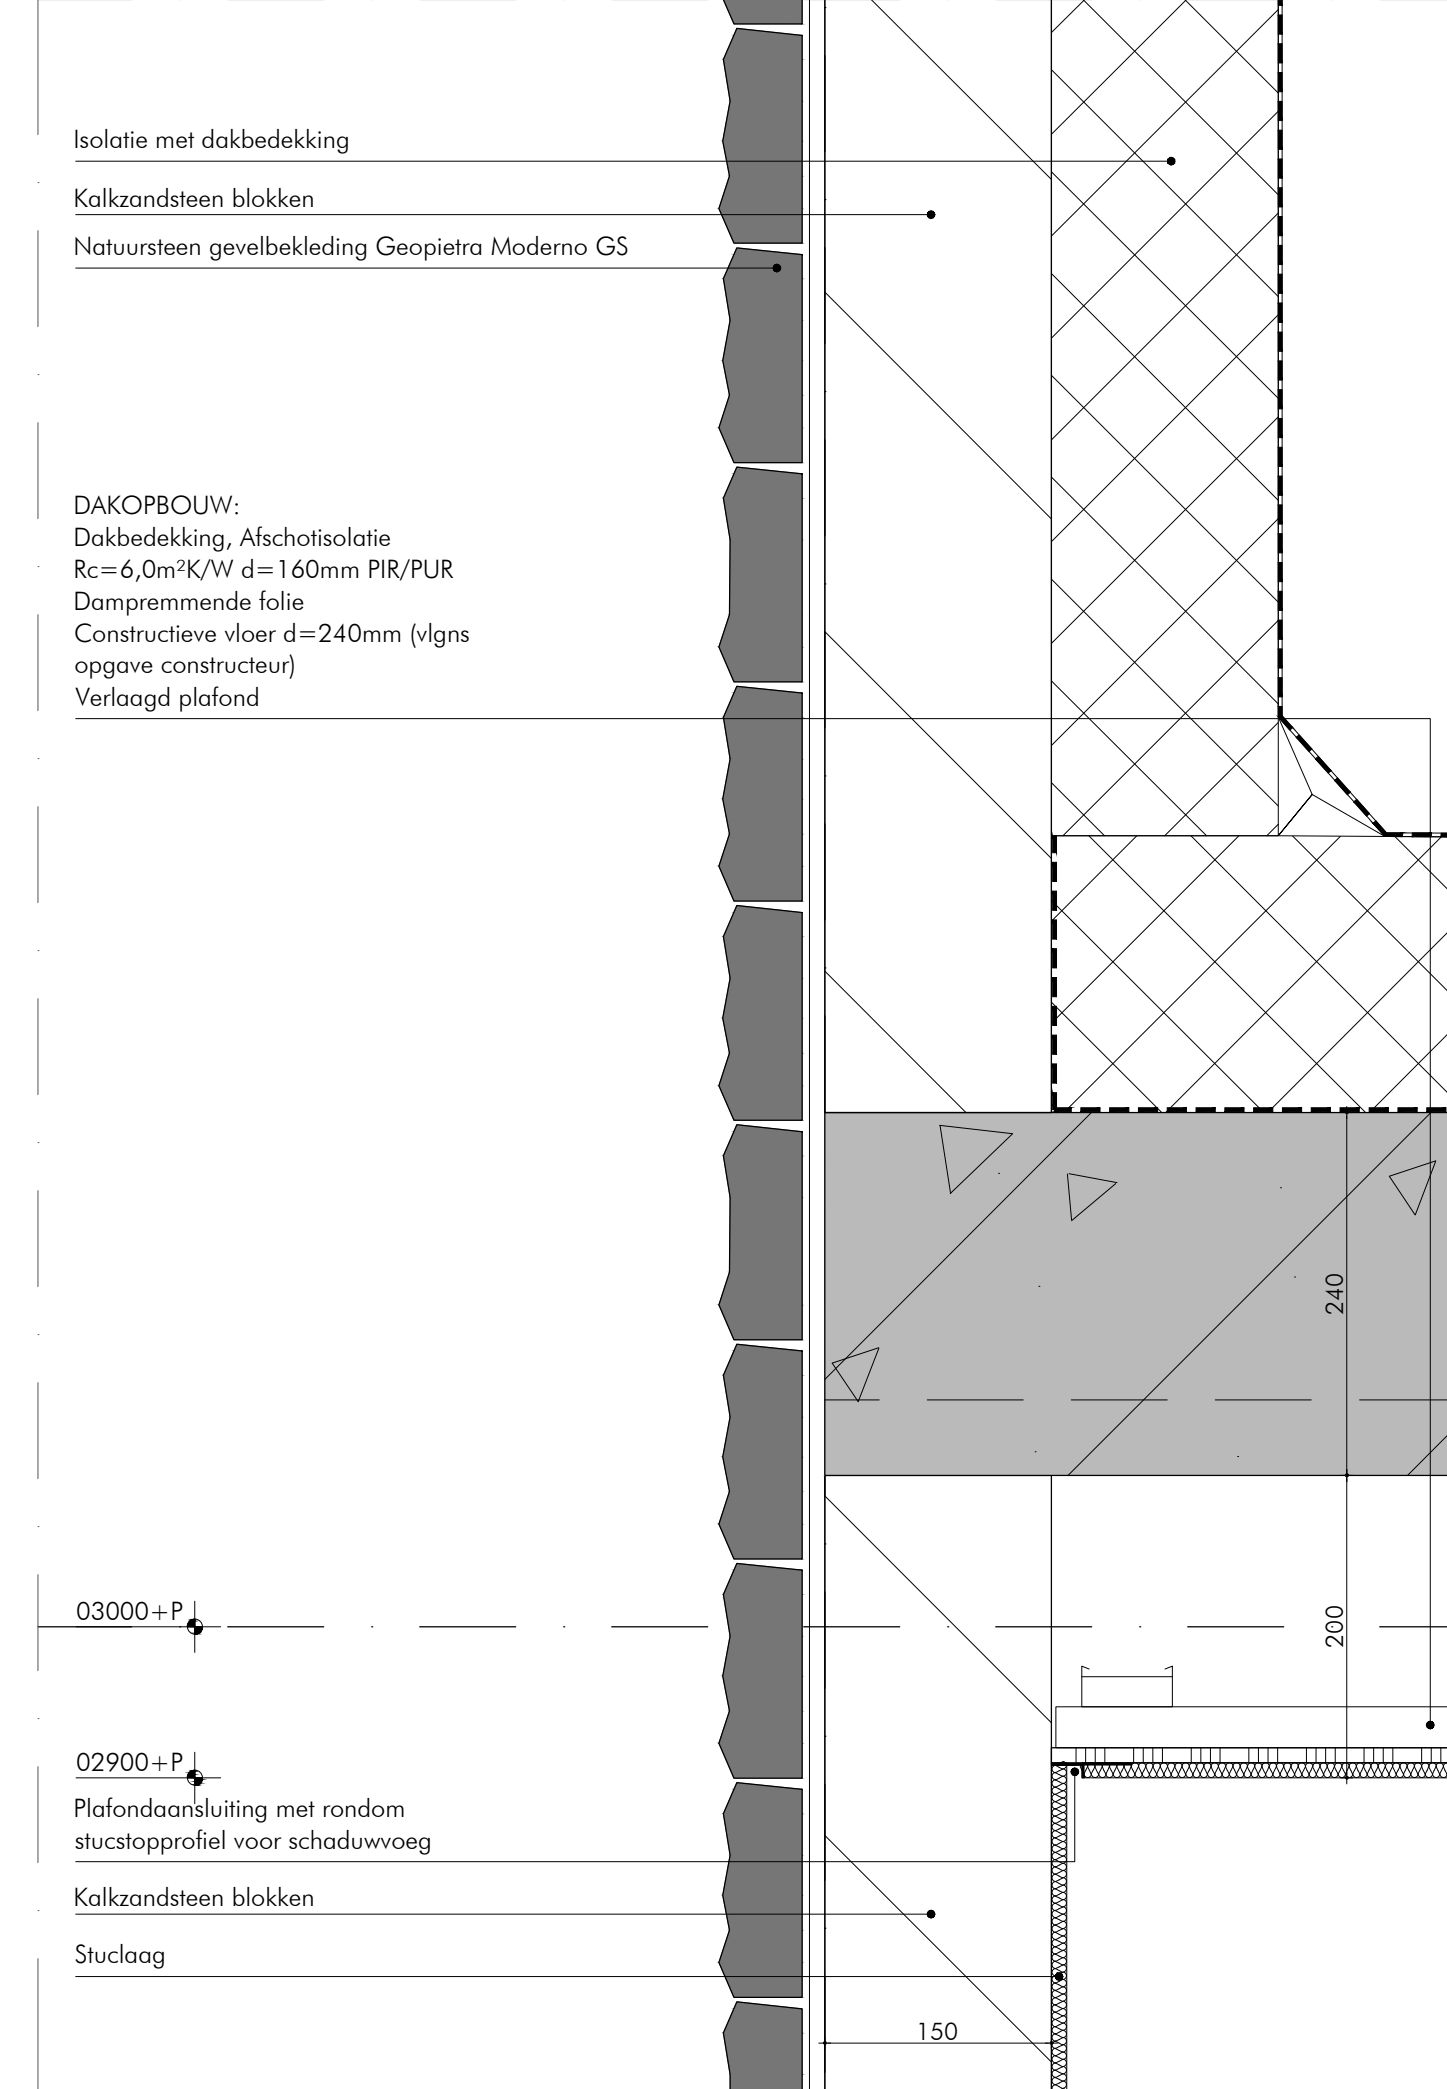 Isolatie met dakbedekking
Kalkzandsteen blokken
Natuursteen gevelbekleding Geopietra Moderno GS
DAKOPBOUW:
Dakbedekking, Afschotisolatie
Rc=6,0m²K/W d=160mm PIR/PUR
Dampremmende folie
Constructieve vloer d=240mm (vlgns
opgave constructeur)
Verlaagd plafond
240
03000+P
200
02900+P
Plafondaansluiting met rondom
stucstopprofiel voor schaduwvoeg
Kalkzandsteen blokken
Stuclaag
150